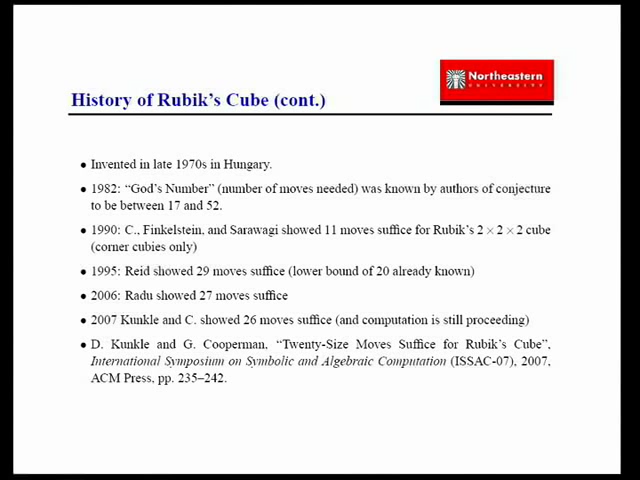 Northeastern
UNIVERSITY
History of Rubik's Cube (cont.)
• Invented in late 1970s in Hungary.
• 1982: "God's Number" (number of moves needed) was known by authors of conjecture
to be between 17 and 52.
• 1990: C., Finkelstein, and Sarawagi showed 11 moves suffice for Rubik's 2 × 2 × 2 cube
(corner cubies only)
• 1995: Reid showed 29 moves suffice (lower bound of 20 already known)
• 2006: Radu showed 27 moves suffice
• 2007 Kunkle and C. showed 26 moves suffice (and computation is still proceeding)
• D. Kunkle and G. Cooperman, "Twenty-Size Moves Suffice for Rubik's Cube",
International Symposium on Symbolic and Algebraic Computation (ISSAC-07), 2007,
ACM Press, pp. 235–242.